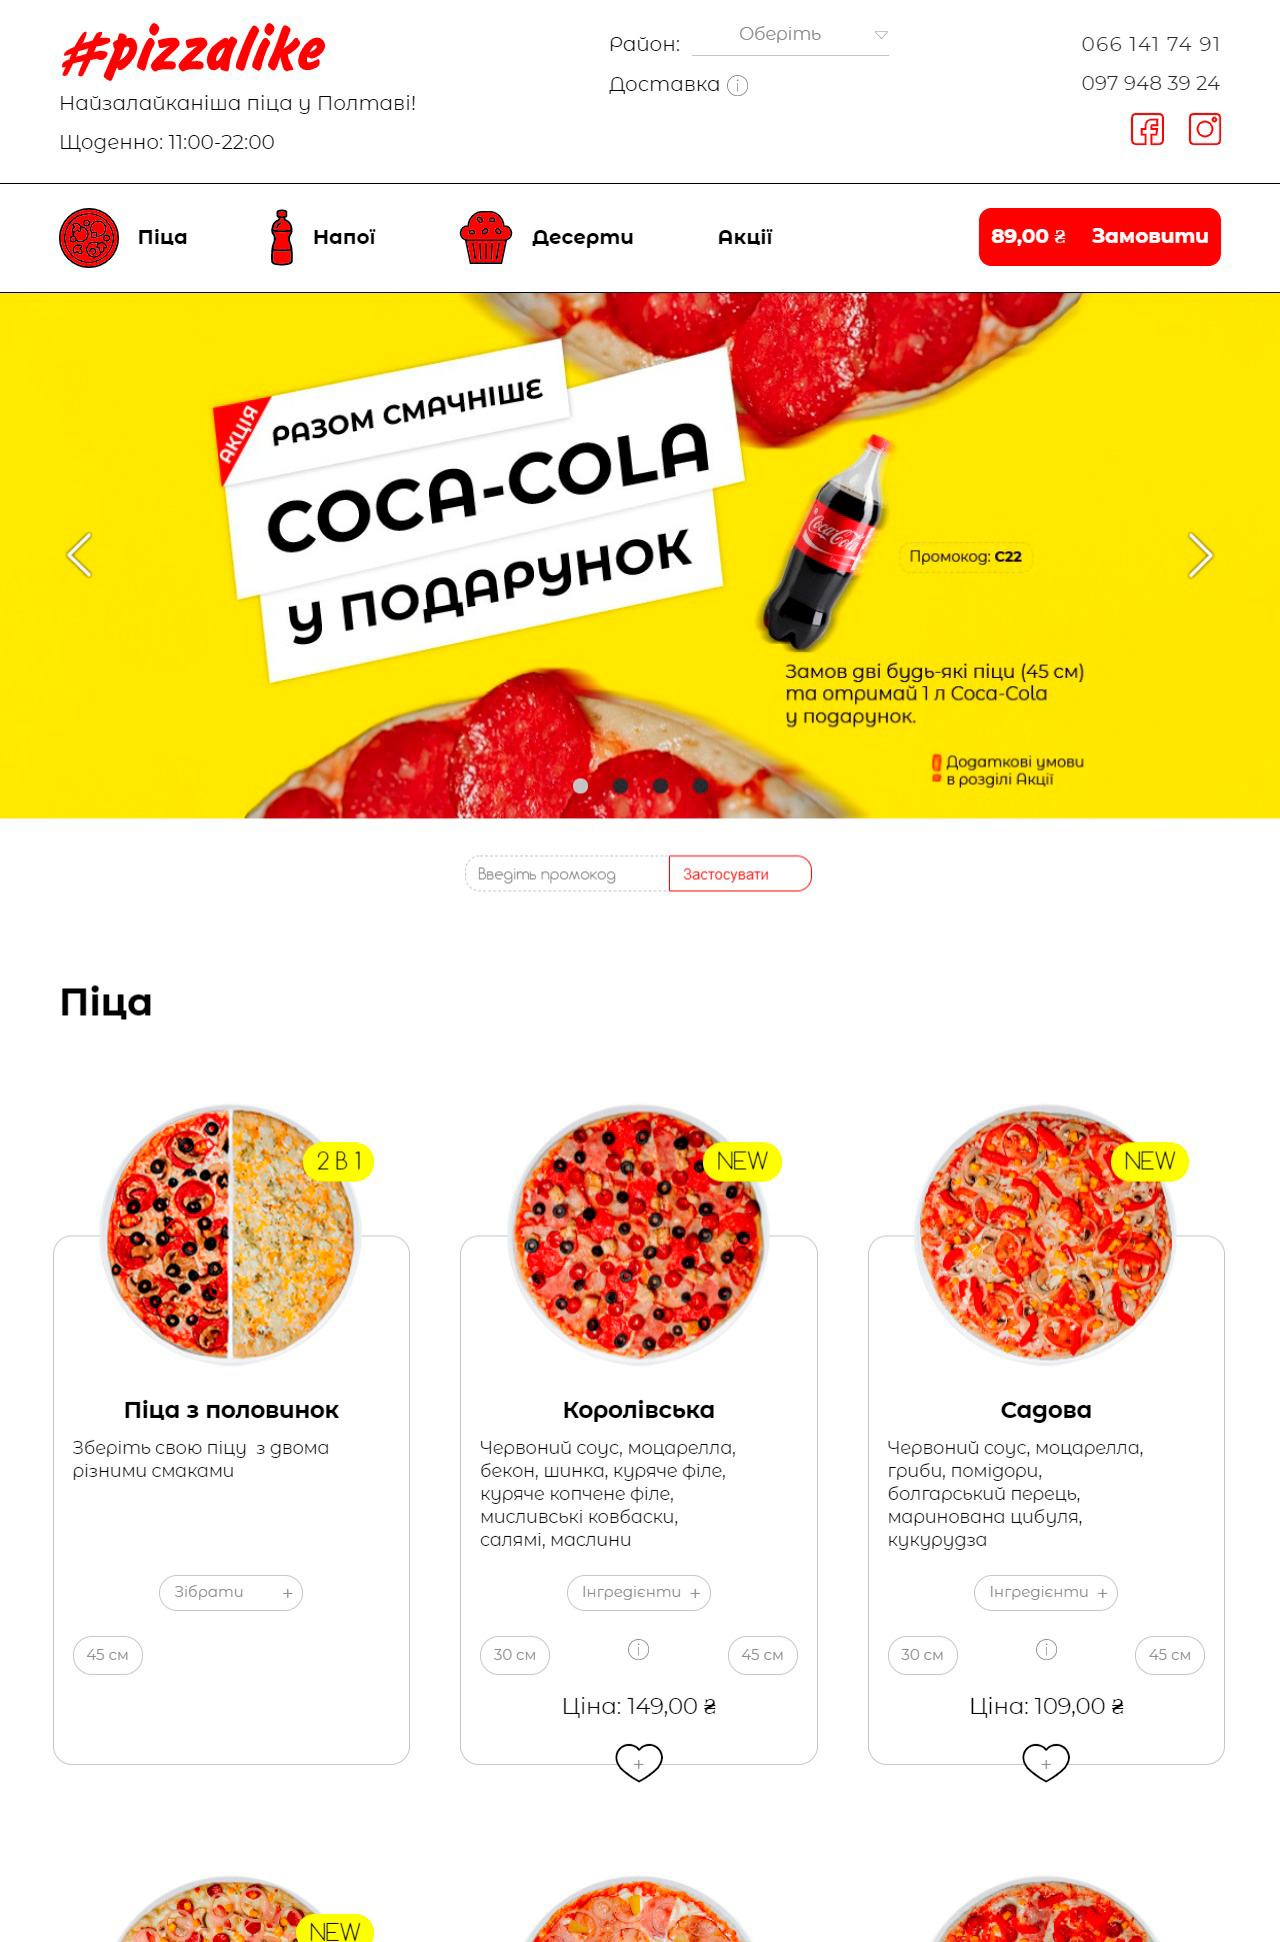 #pizzalike
Найзалайканіша піца у Полтаві!
Щоденно: 11:00-22:00
Район: Оберіть
Доставка
066 141 74 91
097 948 39 24
Піца
Напої
Десерти
Акції
89,00 ₴ Замовити
АКЦІЯ
РАЗОМ СМАЧНІШЕ
COCA-COLA
У ПОДАРУНОК
Coca-Cola
Промокод: C22
Замов дві будь-які піци (45 см)
та отримай 1 л Coca-Cola
у подарунок.
Додаткові умови
в розділі Акції
Введіть промокод
Застосувати
Піца
2 В 1
Піца з половинок
Зберіть свою піцу з двома
різними смаками
Зібрати +
45 см
NEW
Королівська
Червоний соус, моцарелла,
бекон, шинка, куряче філе,
куряче копчене філе,
мисливські ковбаски,
салямі, маслини
Інгредієнти +
30 см
45 см
Ціна: 149,00 ₴
+
NEW
Садова
Червоний соус, моцарелла,
гриби, помідори,
болгарський перець,
маринована цибуля,
кукурудза
Інгредієнти +
30 см
45 см
Ціна: 109,00 ₴
+
NEW